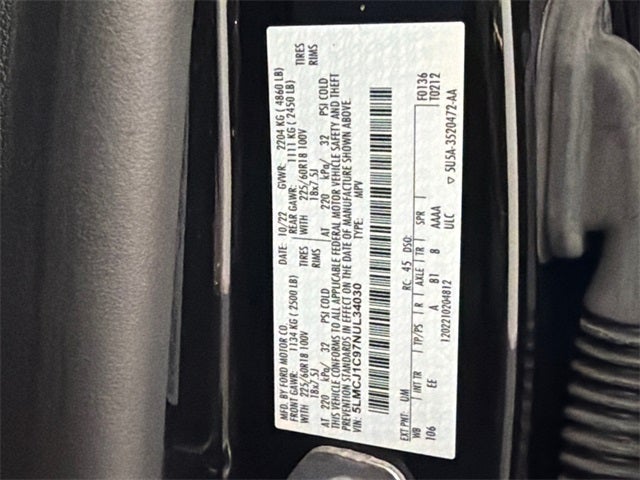 MFD. BY FORD MOTOR CO.
DATE: 10/22 GVWR: 2204 KG ( 4860 LB)
FRONT GAWR: 1134 KG ( 2500 LB) REAR GAWR: 1111 KG ( 2450 LB)
WITH 225/60R18 100V TIRES WITH 225/60R18 100V TIRES
18x7.5J RIMS 18x7.5J RIMS
AT 220 kPa/ 32 PSI COLD AT 220 kPa/ 32 PSI COLD
THIS VEHICLE CONFORMS TO ALL APPLICABLE FEDERAL MOTOR VEHICLE SAFETY AND THEFT
PREVENTION STANDARDS IN EFFECT ON THE DATE OF MANUFACTURE SHOWN ABOVE.
VIN: 5LMCJ1C97NUL34030 TYPE: MPV
EXT PNT: UM RC: 45 DSO: F0136
WB INT TR TP/PS R AXLE TR SPR T0212
106 EE A B1 B AAAA
ULC
1202210204812 ▽ 5U5A-3520472-AA